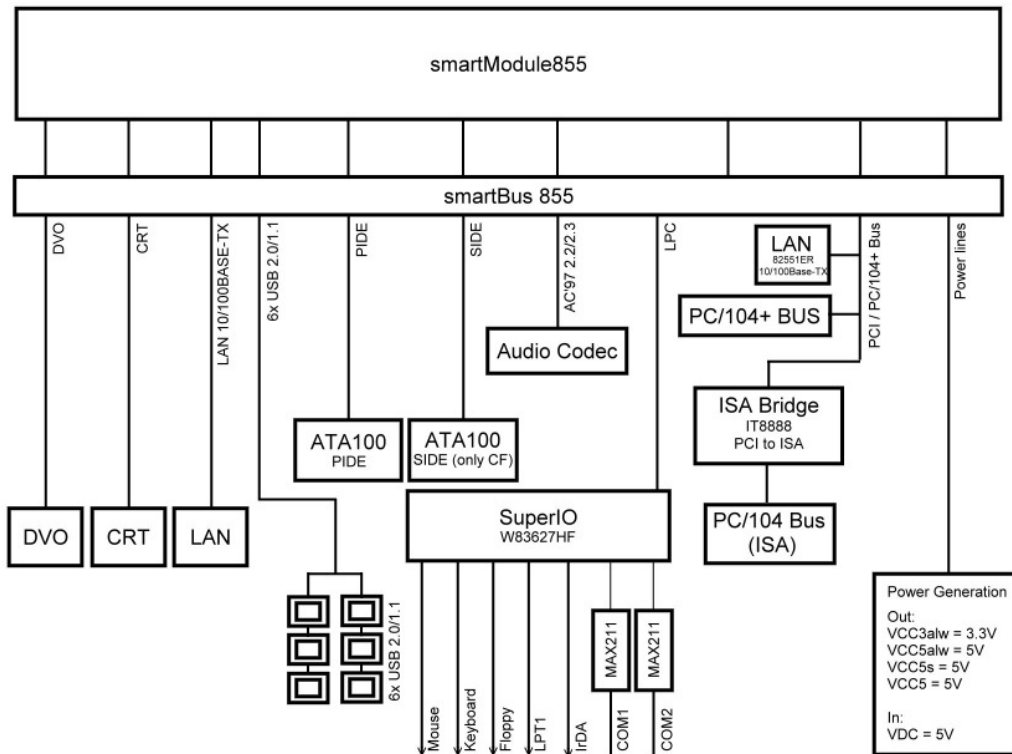 smartModule855
smartBus 855
DVO
CRT
LAN 10/100BASE-TX
6x USB 2.0/1.1
PIDE
SIDE
AC'97 2.2/2.3
LPC
PCI / PC/104+ Bus
Power lines
LAN
82551ER
10/100Base-TX
PC/104+ BUS
Audio Codec
ISA Bridge
IT8888
PCI to ISA
ATA100
PIDE
ATA100
SIDE (only CF)
SuperIO
W83627HF
PC/104 Bus
(ISA)
DVO
CRT
LAN
6x USB 2.0/1.1
MAX211
MAX211
Mouse
Keyboard
Floppy
LPT1
IrDA
COM1
COM2
Power Generation
Out:
VCC3alw = 3.3V
VCC5alw = 5V
VCC5s = 5V
VCC5 = 5V
In:
VDC = 5V